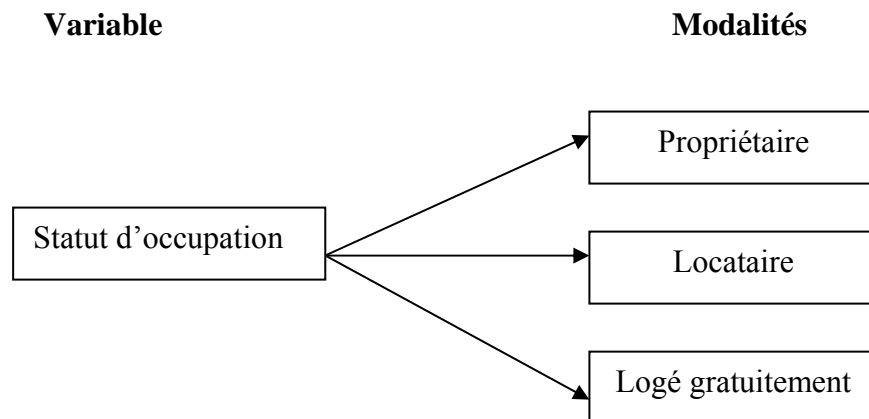 Variable
Modalités
Propriétaire
Statut d’occupation
Locataire
Logé gratuitement